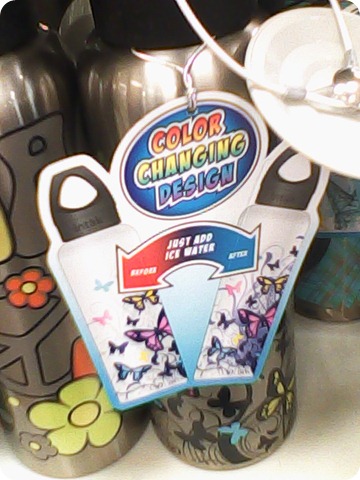 COLOR
CHANGING
DESIGN
JUST ADD
ICE WATER
BEFORE
AFTER